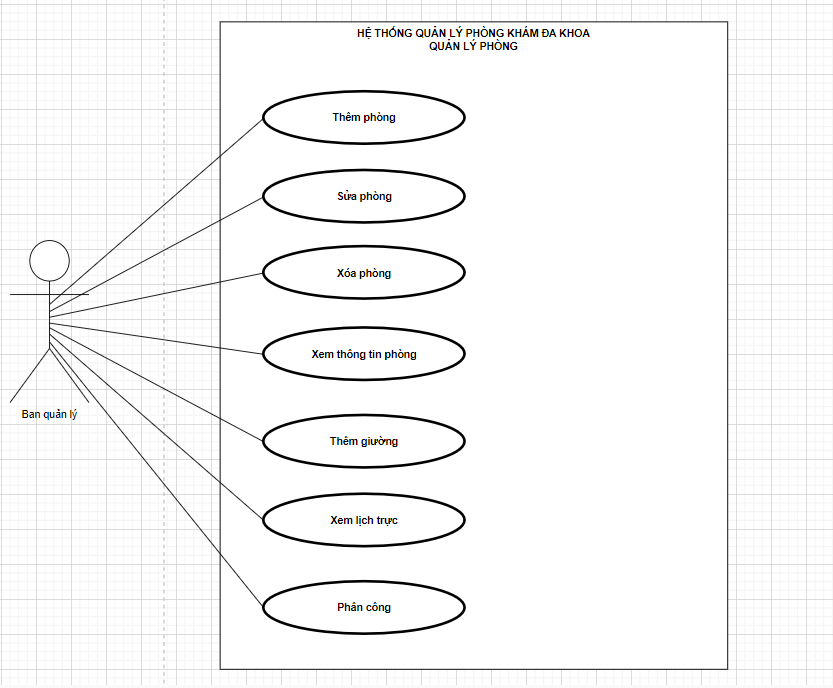 HỆ THỐNG QUẢN LÝ PHÒNG KHÁM ĐA KHOA
QUẢN LÝ PHÒNG
Thêm phòng
Sửa phòng
Xóa phòng
Xem thông tin phòng
Thêm giường
Xem lịch trực
Phân công
Ban quản lý